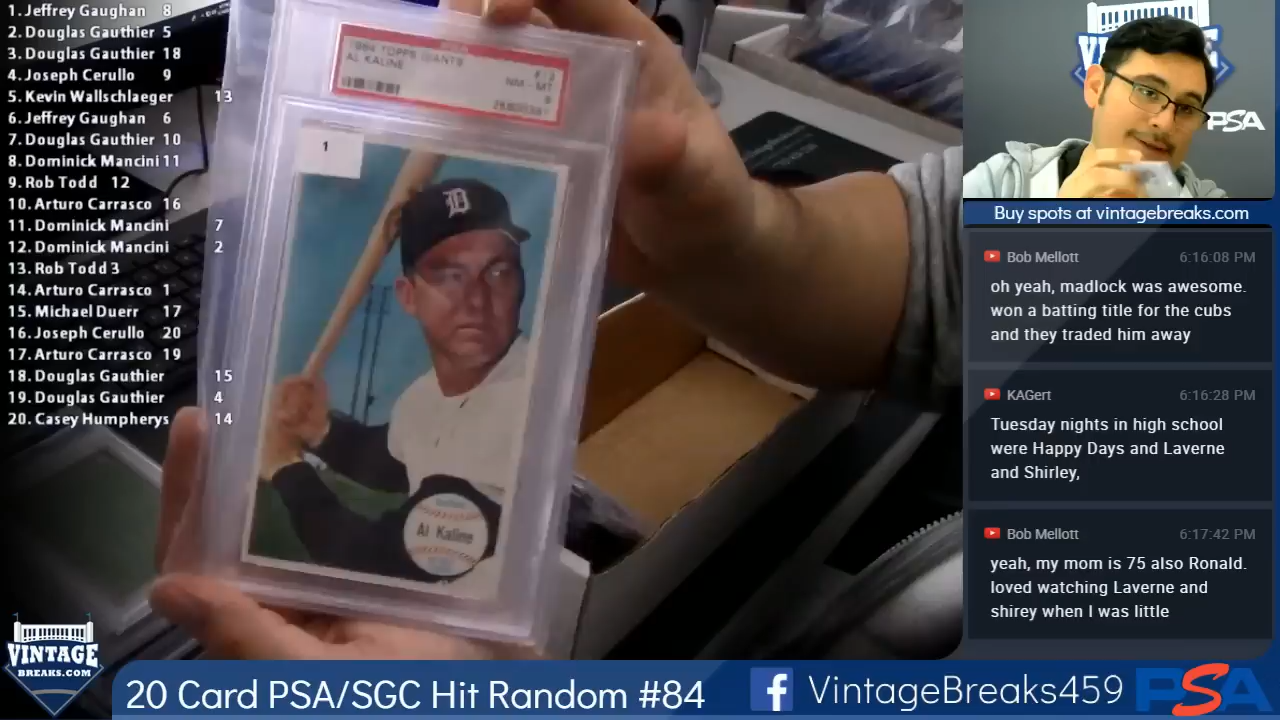 1. Jeffrey Gaughan 8
2. Douglas Gauthier 5
3. Douglas Gauthier 18
4. Joseph Cerullo 9
5. Kevin Wallschlaeger 13
6. Jeffrey Gaughan 6
7. Douglas Gauthier 10
8. Dominick Mancini 11
9. Rob Todd 12
10. Arturo Carrasco 16
11. Dominick Mancini 7
12. Dominick Mancini 2
13. Rob Todd 3
14. Arturo Carrasco 1
15. Michael Duerr 17
16. Joseph Cerullo 20
17. Arturo Carrasco 19
18. Douglas Gauthier 15
19. Douglas Gauthier 4
20. Casey Humpherys 14
1964 TOPPS GIANTS
AL KALINE
NM - MT
8
1
D
Al Kaline
VINTAGE
PSA
Buy spots at vintagebreaks.com
Bob Mellott 6:16:08 PM
oh yeah, madlock was awesome.
won a batting title for the cubs
and they traded him away
KAGert 6:16:28 PM
Tuesday nights in high school
were Happy Days and Laverne
and Shirley,
Bob Mellott 6:17:42 PM
yeah, my mom is 75 also Ronald.
loved watching Laverne and
shirey when I was little
VINTAGE
BREAKS.COM
20 Card PSA/SGC Hit Random #84
f VintageBreaks459
PSA